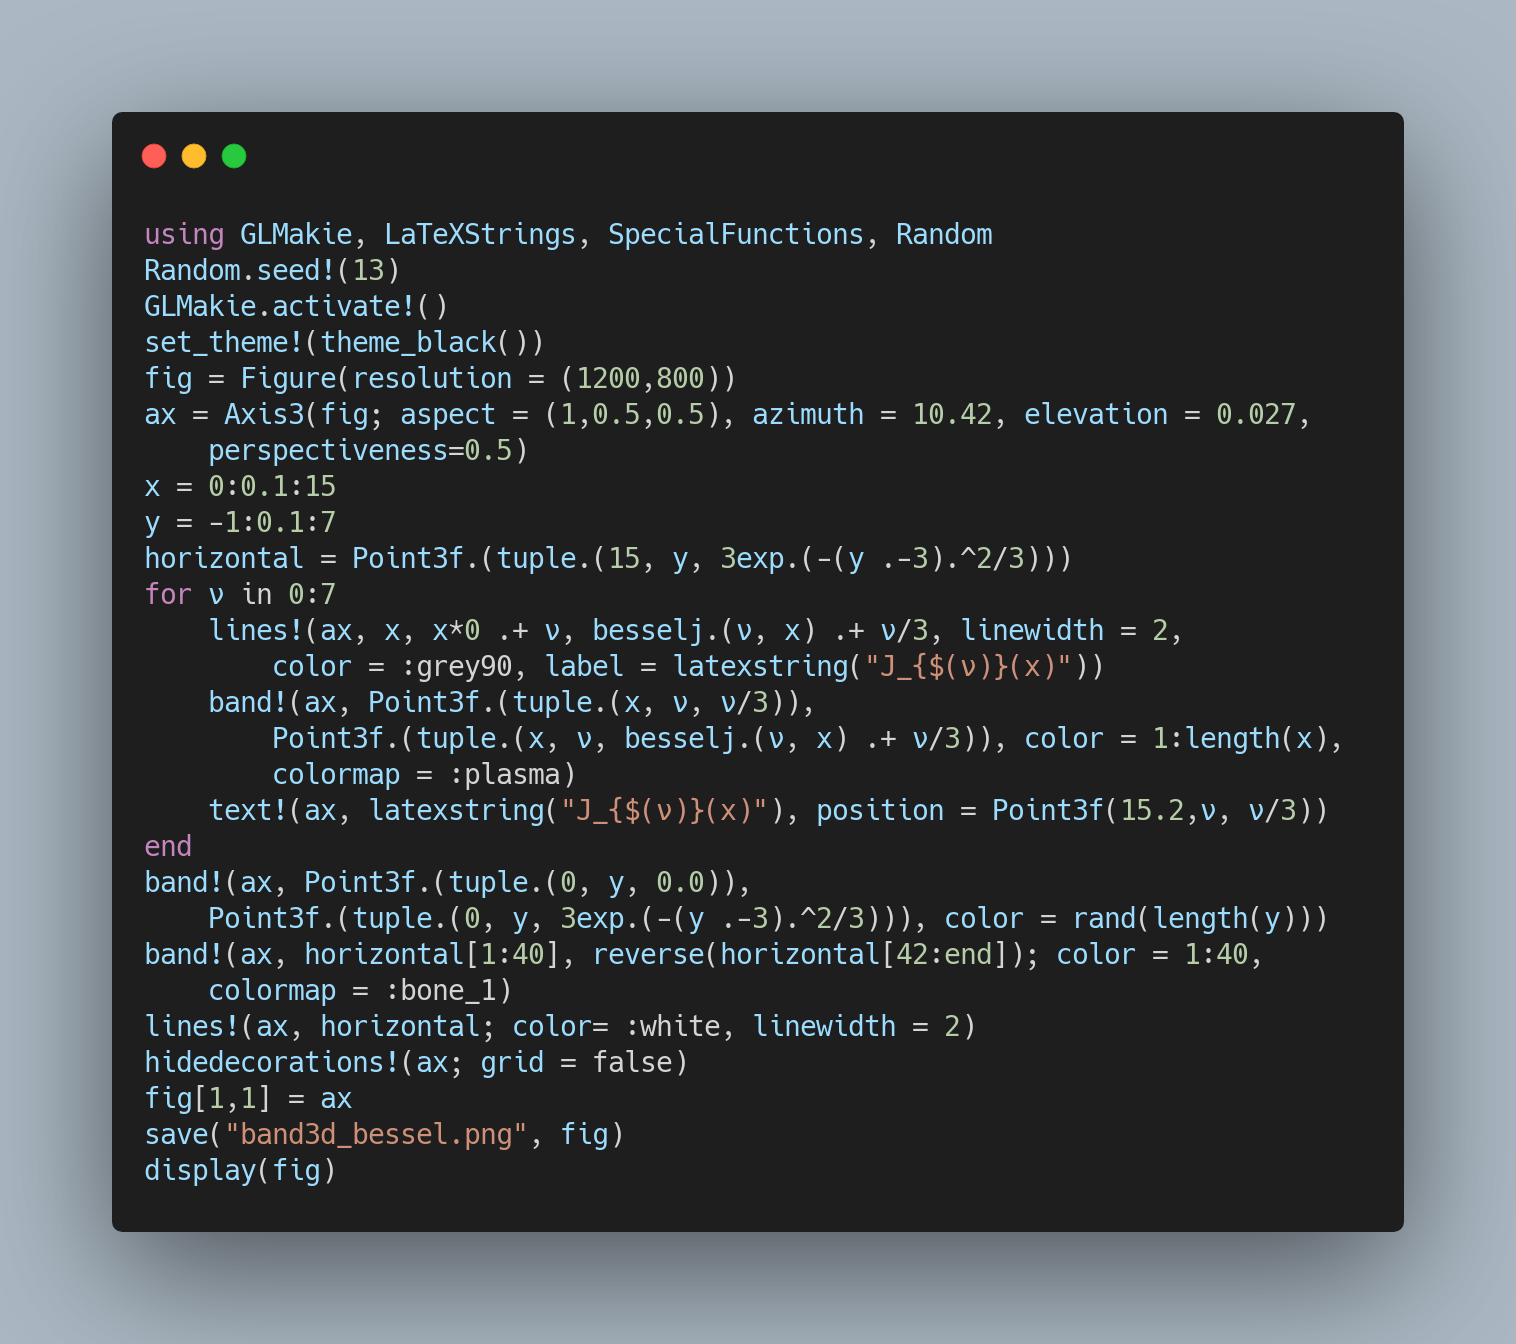 using GLMakie, LaTeXStrings, SpecialFunctions, Random
Random.seed!(13)
GLMakie.activate!()
set_theme!(theme_black())
fig = Figure(resolution = (1200,800))
ax = Axis3(fig; aspect = (1,0.5,0.5), azimuth = 10.42, elevation = 0.027,
    perspectiveness=0.5)
x = 0:0.1:15
y = -1:0.1:7
horizontal = Point3f.(tuple.(15, y, 3exp.(-(y .-3).^2/3)))
for ν in 0:7
    lines!(ax, x, x*0 .+ ν, besselj.(ν, x) .+ ν/3, linewidth = 2,
        color = :grey90, label = latexstring("J_{$(ν)}(x)"))
    band!(ax, Point3f.(tuple.(x, ν, ν/3)),
        Point3f.(tuple.(x, ν, besselj.(ν, x) .+ ν/3)), color = 1:length(x),
        colormap = :plasma)
    text!(ax, latexstring("J_{$(ν)}(x)"), position = Point3f(15.2,ν, ν/3))
end
band!(ax, Point3f.(tuple.(0, y, 0.0)),
    Point3f.(tuple.(0, y, 3exp.(-(y .-3).^2/3))), color = rand(length(y)))
band!(ax, horizontal[1:40], reverse(horizontal[42:end]); color = 1:40,
    colormap = :bone_1)
lines!(ax, horizontal; color= :white, linewidth = 2)
hidedecorations!(ax; grid = false)
fig[1,1] = ax
save("band3d_bessel.png", fig)
display(fig)